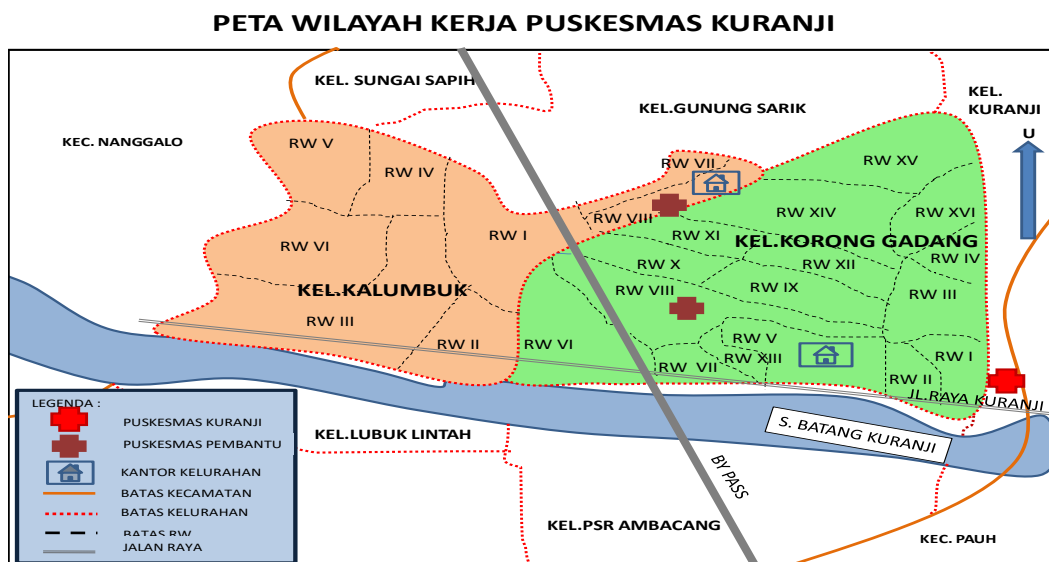 PETA WILAYAH KERJA PUSKESMAS KURANJI
KEL. SUNGAI SAPIH
KEL.GUNUNG SARIK
KEL.
KURANJI
U
KEC. NANGGALO
RW V
RW IV
RW VII
RW XV
RW VIII
RW I
RW VI
RW XI
RW XIV
RW XVI
KEL.KORONG GADANG
RW X
RW XII
RW IV
KEL.KALUMBUK
RW VIII
RW IX
RW III
RW III
RW II
RW VI
RW V
RW VII
RW XIII
RW I
RW II
JL.RAYA KURANJI
S. BATANG KURANJI
KEL.LUBUK LINTAH
BY PASS
KEL.PSR AMBACANG
KEC. PAUH
LEGENDA :
PUSKESMAS KURANJI
PUSKESMAS PEMBANTU
KANTOR KELURAHAN
BATAS KECAMATAN
BATAS KELURAHAN
BATAS RW
JALAN RAYA